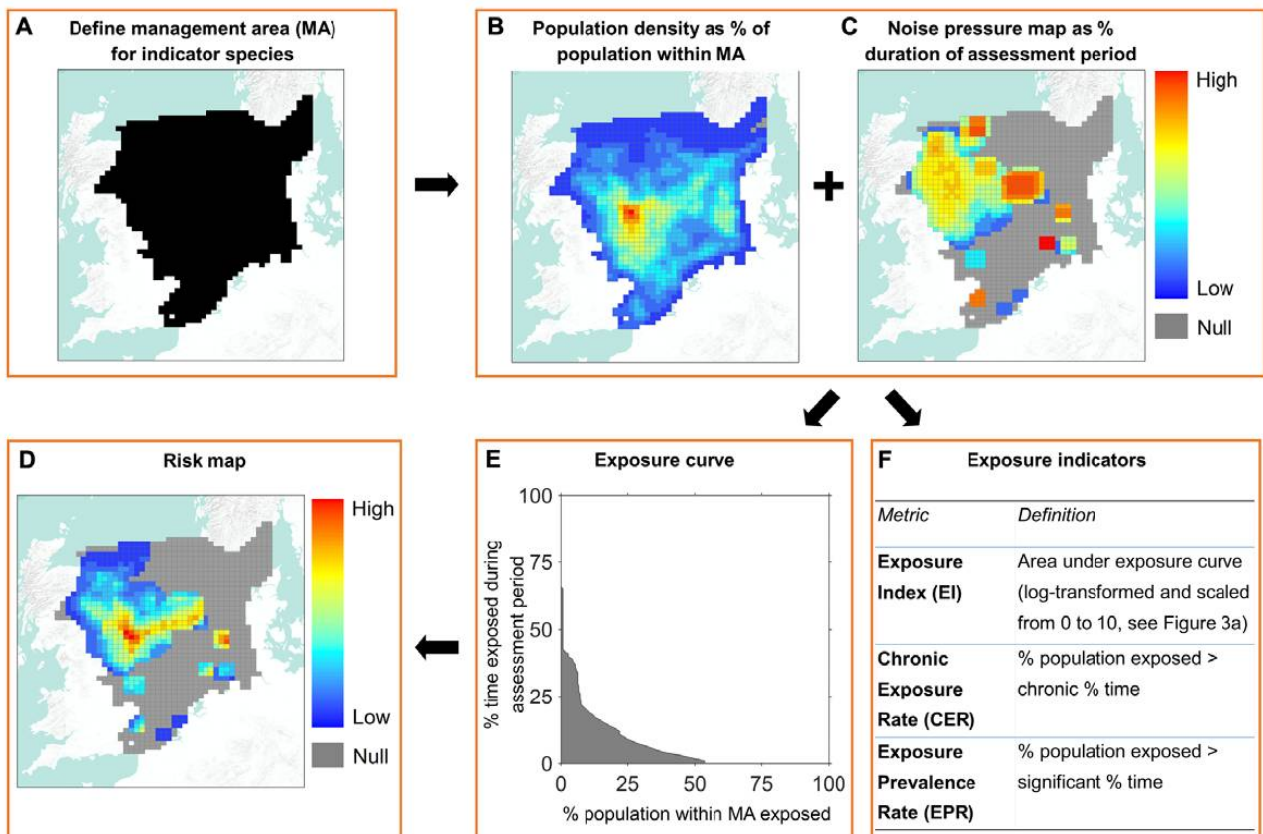 A Define management area (MA)
for indicator species
B Population density as % of
population within MA
C Noise pressure map as %
duration of assessment period
High
Low
Null
D Risk map
High
Low
Null
E Exposure curve
% time exposed during
assessment period
100
75
50
25
0
0 25 50 75 100
% population within MA exposed
F Exposure indicators
Metric Definition
Exposure Area under exposure curve
Index (EI) (log-transformed and scaled
from 0 to 10, see Figure 3a)
Chronic % population exposed >
Exposure chronic % time
Rate (CER)
Exposure % population exposed >
Prevalence significant % time
Rate (EPR)